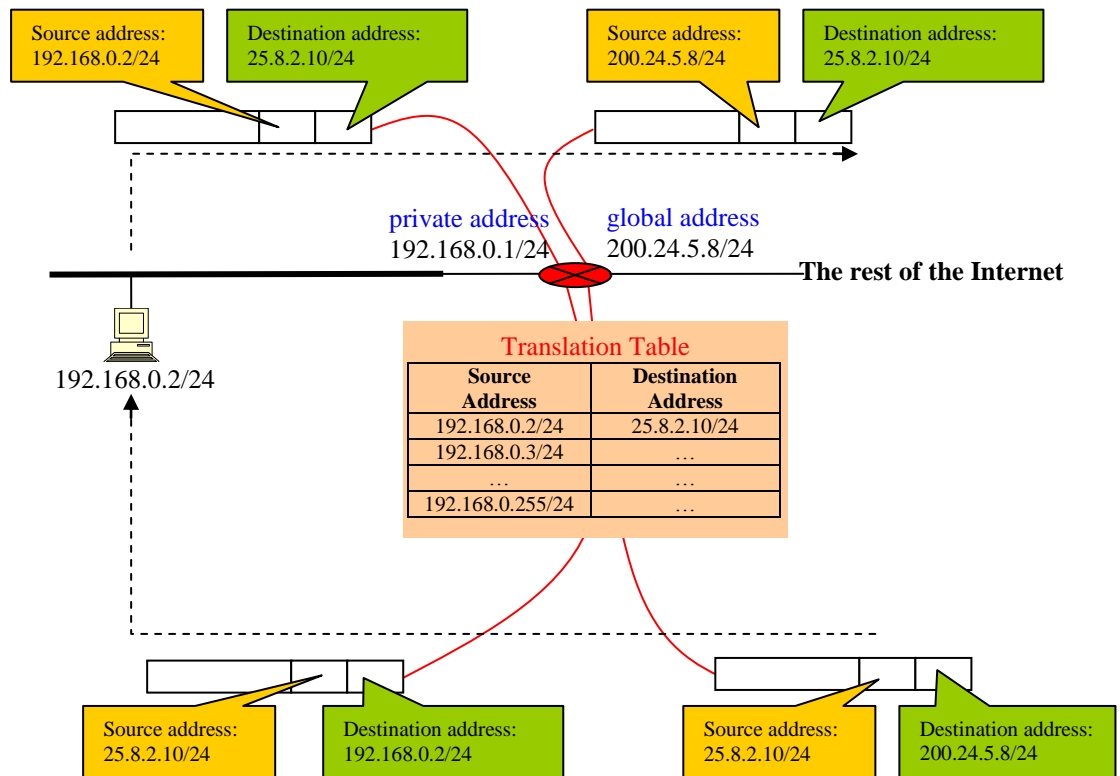 Source address:
192.168.0.2/24
Destination address:
25.8.2.10/24
Source address:
200.24.5.8/24
Destination address:
25.8.2.10/24
private address
192.168.0.1/24
global address
200.24.5.8/24
The rest of the Internet
192.168.0.2/24
Translation Table
Source
Address
Destination
Address
192.168.0.2/24 25.8.2.10/24
192.168.0.3/24 …
… …
192.168.0.255/24 …
Source address:
25.8.2.10/24
Destination address:
192.168.0.2/24
Source address:
25.8.2.10/24
Destination address:
200.24.5.8/24